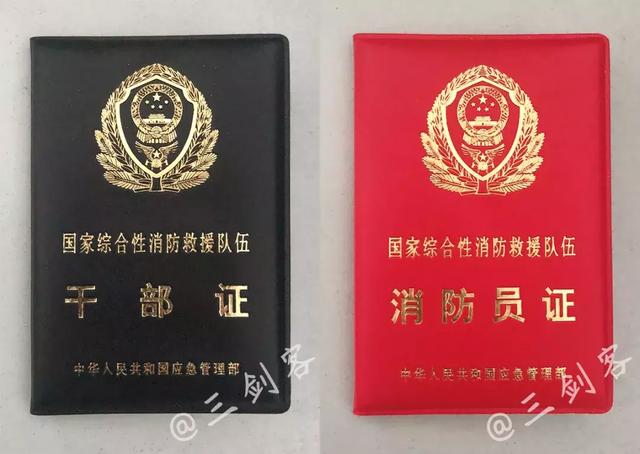 国家综合性消防救援队伍
干部证
中华人民共和国应急管理部
@三剑客
国家综合性消防救援队伍
消防员证
中华人民共和国应急管理部
@三剑客